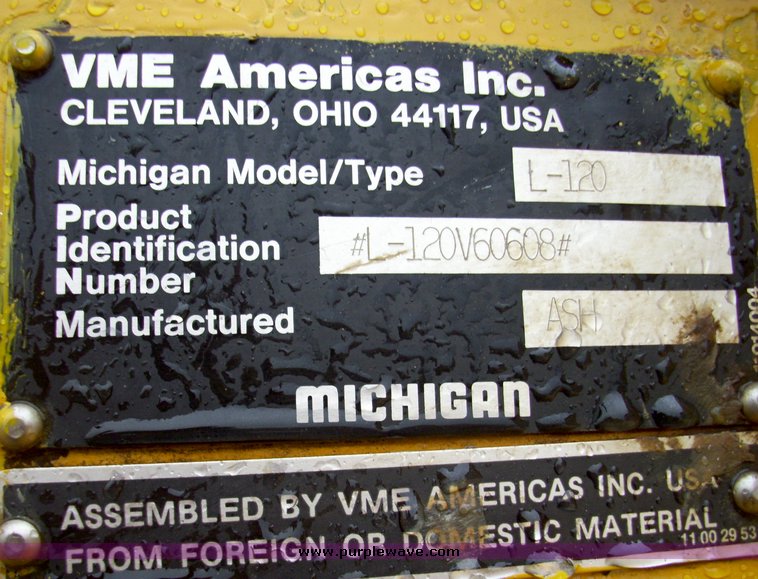 VME Americas Inc.
CLEVELAND, OHIO 44117, USA
Michigan Model/Type L-120
Product
Identification #L-120V60608#
Number
Manufactured ASH
MICHIGAN
ASSEMBLED BY VME AMERICAS INC. USA
FROM FOREIGN OR DOMESTIC MATERIAL
11 00 29 53
www.purplewave.com